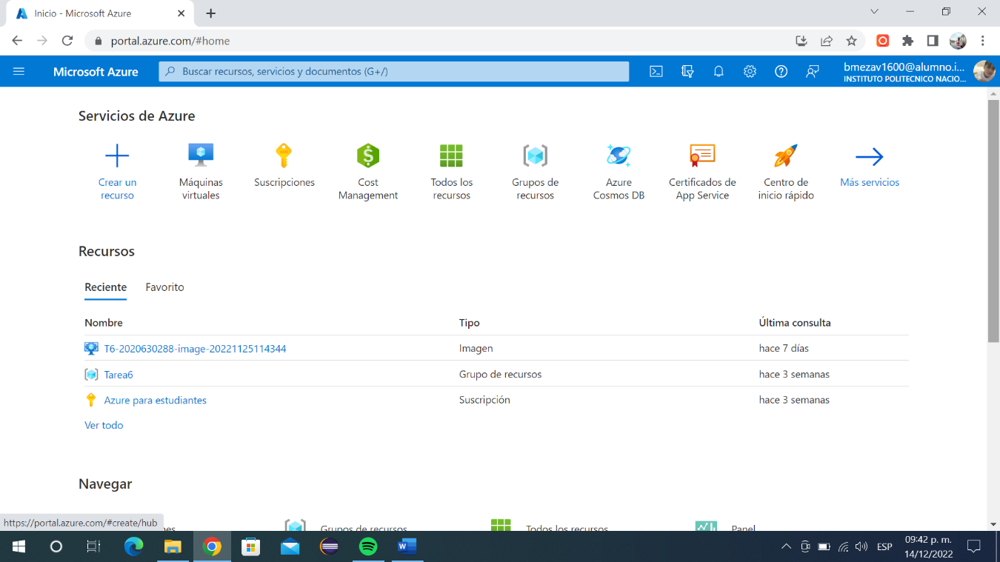 Inicio - Microsoft Azure
portal.azure.com/#home
Microsoft Azure
Buscar recursos, servicios y documentos (G+/)
bmezav1600@alumno.i...
INSTITUTO POLITECNICO NACIO...
Servicios de Azure
Crear un
recurso
Máquinas
virtuales
Suscripciones
Cost
Management
Todos los
recursos
Grupos de
recursos
Azure
Cosmos DB
Certificados de
App Service
Centro de
inicio rápido
Más servicios
Recursos
Reciente Favorito
Nombre Tipo Última consulta
T6-2020630288-image-20221125114344 Imagen hace 7 días
Tarea6 Grupo de recursos hace 3 semanas
Azure para estudiantes Suscripción hace 3 semanas
Ver todo
Navegar
Grupos de recursos Todos los recursos Panel
https://portal.azure.com/#create/hub
ESP
09:42 p. m.
14/12/2022